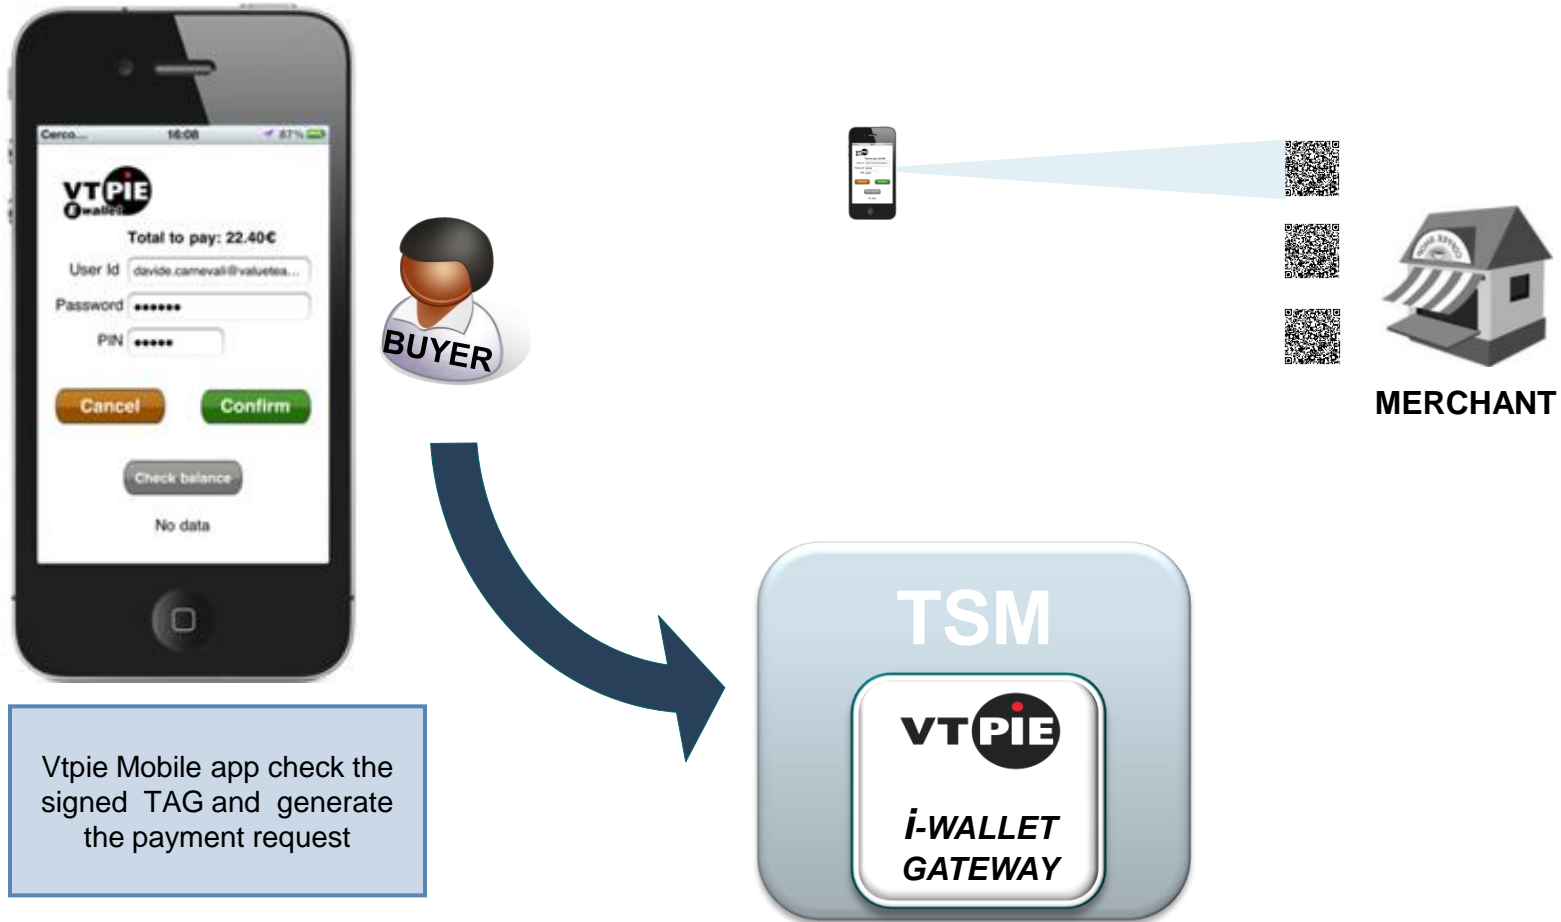 Cerco... 16:08 87%
VTPIE
e-wallet
Total to pay: 22.40€
User Id davide.carnevali@valuetea...
Password ••••••
PIN •••••
Cancel Confirm
Check balance
No data
BUYER
MERCHANT
TSM
VTPIE
i-WALLET
GATEWAY
Vtpie Mobile app check the
signed TAG and generate
the payment request